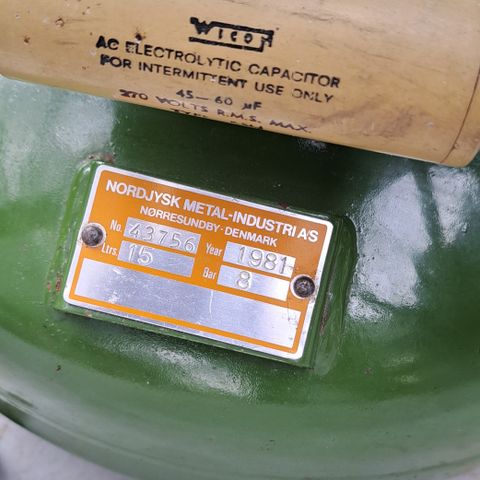 WICON
AC ELECTROLYTIC CAPACITOR
FOR INTERMITTENT USE ONLY
45-60 µF
270 VOLTS R.M.S. MAX.
NORDJYSK METAL-INDUSTRI A/S
NØRRESUNDBY-DENMARK
No. 43756 Year 1981
Ltrs. 15 Bar 8